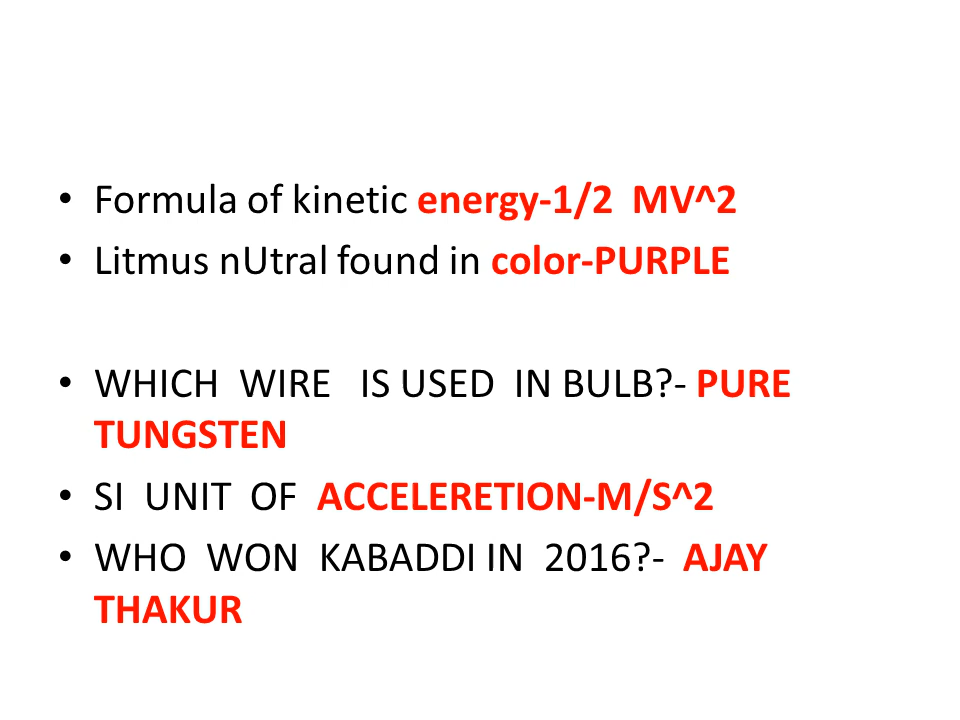 • Formula of kinetic energy-1/2 MV^2
• Litmus nUtral found in color-PURPLE
• WHICH WIRE IS USED IN BULB?- PURE
TUNGSTEN
• SI UNIT OF ACCELERETION-M/S^2
• WHO WON KABADDI IN 2016?- AJAY
THAKUR